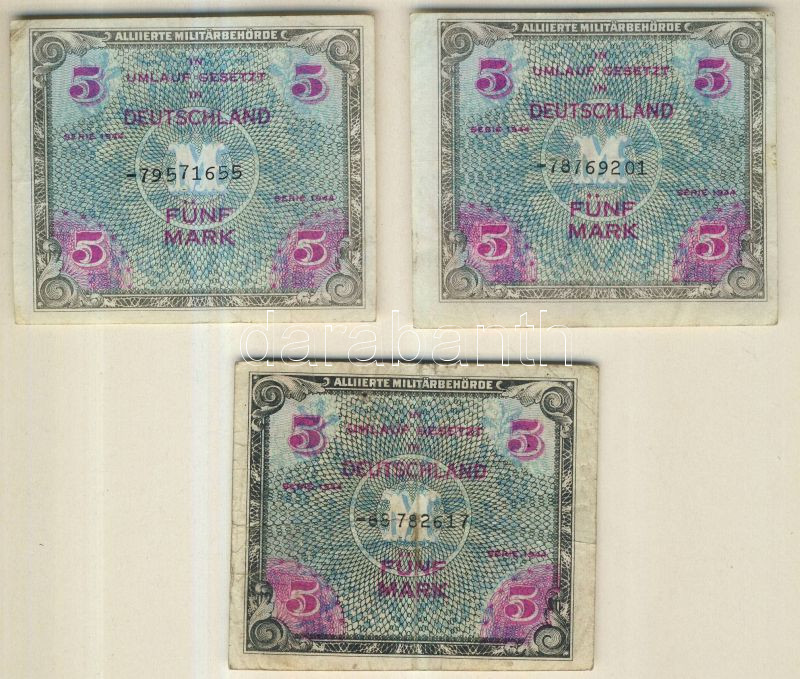 ALLIIERTE MILITÄRBEHÖRDE
5 IN 5
UMLAUF GESETZT
IN
DEUTSCHLAND
SERIE 1944
M
-79571655
SERIE 1944
FÜNF
MARK
5 5
ALLIIERTE MILITÄRBEHÖRDE
5 IN 5
UMLAUF GESETZT
IN
DEUTSCHLAND
SERIE 1944
M
-78769201
SERIE 1944
FÜNF
MARK
5 5
darabanth
ALLIIERTE MILITÄRBEHÖRDE
5 IN 5
UMLAUF GESETZT
IN
DEUTSCHLAND
SERIE 1944
M
SERIE 1944
FÜNF
MARK
5 5